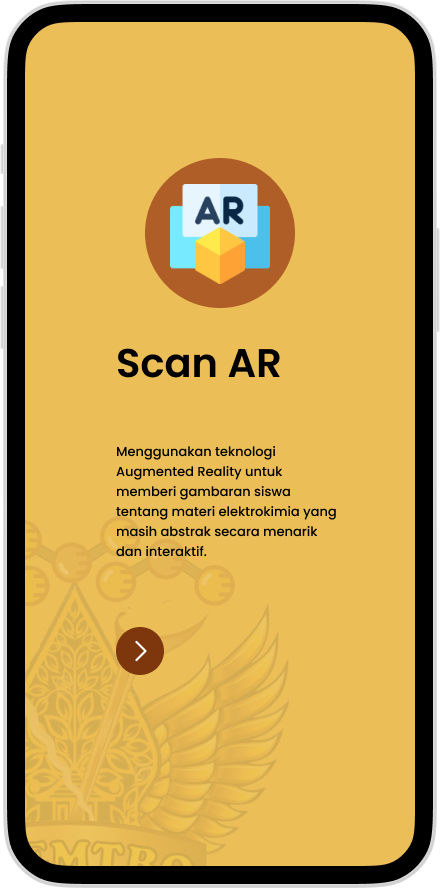 AR
Scan AR
Menggunakan teknologi
Augmented Reality untuk
memberi gambaran siswa
tentang materi elektrokimia yang
masih abstrak secara menarik
dan interaktif.